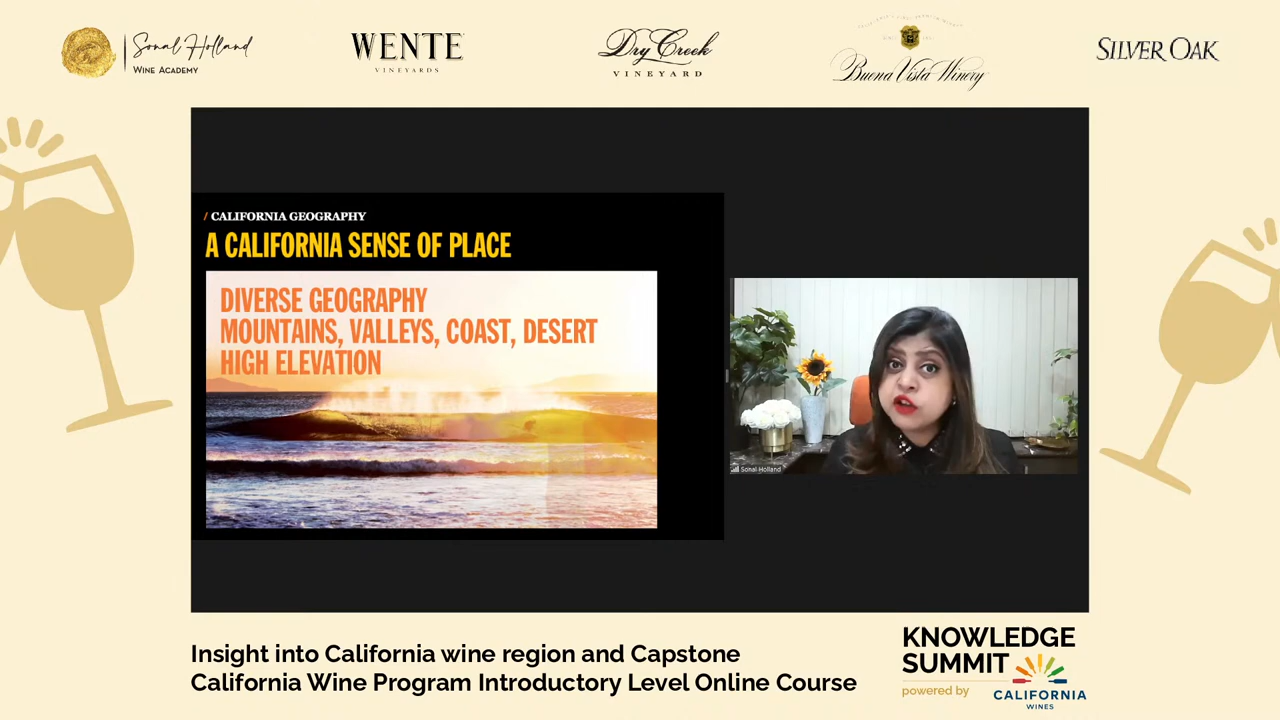 Sonal Holland
WINE ACADEMY
WENTE
VINEYARDS
Dry Creek
VINEYARD
Buena Vista Winery
SILVER OAK
/ CALIFORNIA GEOGRAPHY
A CALIFORNIA SENSE OF PLACE
DIVERSE GEOGRAPHY
MOUNTAINS, VALLEYS, COAST, DESERT
HIGH ELEVATION
Sonal Holland
Insight into California wine region and Capstone
California Wine Program Introductory Level Online Course
KNOWLEDGE
SUMMIT
powered by
CALIFORNIA
WINES